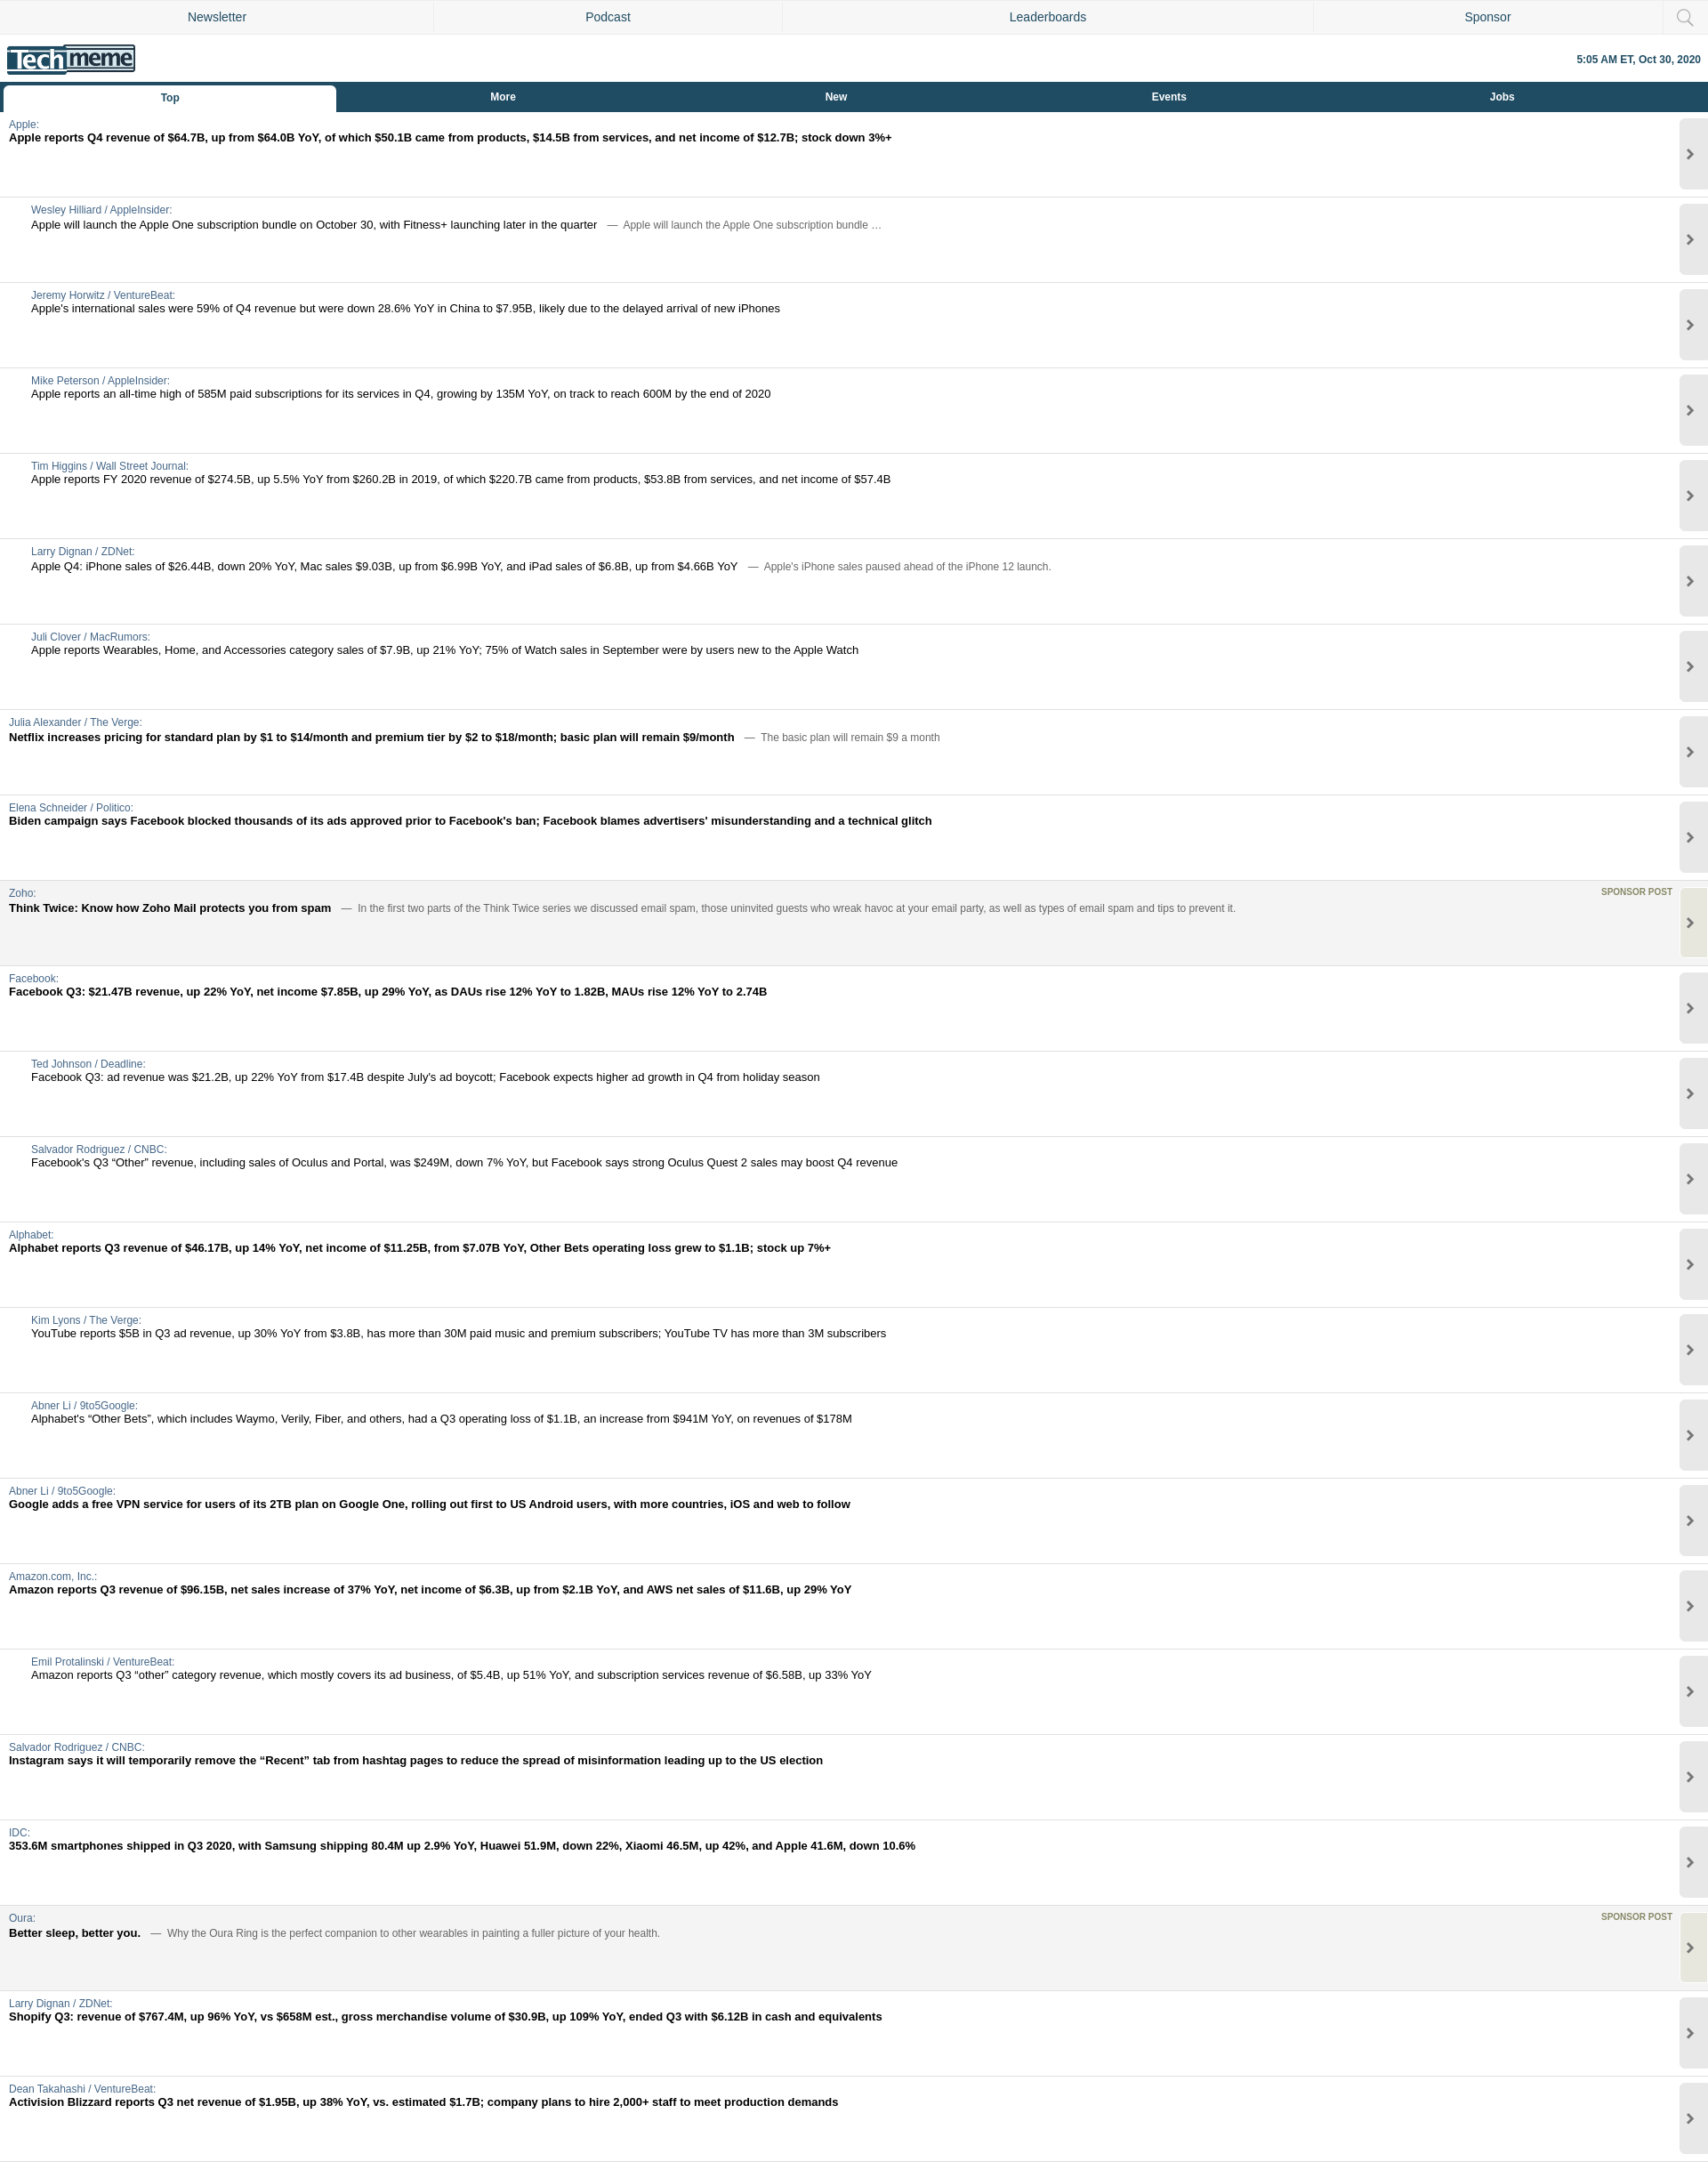 Newsletter
Podcast
Leaderboards
Sponsor
Techmeme
5:05 AM ET, Oct 30, 2020
Top
More
New
Events
Jobs
Apple:
Apple reports Q4 revenue of $64.7B, up from $64.0B YoY, of which $50.1B came from products, $14.5B from services, and net income of $12.7B; stock down 3%+
Wesley Hilliard / AppleInsider:
Apple will launch the Apple One subscription bundle on October 30, with Fitness+ launching later in the quarter — Apple will launch the Apple One subscription bundle …
Jeremy Horwitz / VentureBeat:
Apple's international sales were 59% of Q4 revenue but were down 28.6% YoY in China to $7.95B, likely due to the delayed arrival of new iPhones
Mike Peterson / AppleInsider:
Apple reports an all-time high of 585M paid subscriptions for its services in Q4, growing by 135M YoY, on track to reach 600M by the end of 2020
Tim Higgins / Wall Street Journal:
Apple reports FY 2020 revenue of $274.5B, up 5.5% YoY from $260.2B in 2019, of which $220.7B came from products, $53.8B from services, and net income of $57.4B
Larry Dignan / ZDNet:
Apple Q4: iPhone sales of $26.44B, down 20% YoY, Mac sales $9.03B, up from $6.99B YoY, and iPad sales of $6.8B, up from $4.66B YoY — Apple's iPhone sales paused ahead of the iPhone 12 launch.
Juli Clover / MacRumors:
Apple reports Wearables, Home, and Accessories category sales of $7.9B, up 21% YoY; 75% of Watch sales in September were by users new to the Apple Watch
Julia Alexander / The Verge:
Netflix increases pricing for standard plan by $1 to $14/month and premium tier by $2 to $18/month; basic plan will remain $9/month — The basic plan will remain $9 a month
Elena Schneider / Politico:
Biden campaign says Facebook blocked thousands of its ads approved prior to Facebook's ban; Facebook blames advertisers' misunderstanding and a technical glitch
Zoho:
SPONSOR POST
Think Twice: Know how Zoho Mail protects you from spam — In the first two parts of the Think Twice series we discussed email spam, those uninvited guests who wreak havoc at your email party, as well as types of email spam and tips to prevent it.
Facebook:
Facebook Q3: $21.47B revenue, up 22% YoY, net income $7.85B, up 29% YoY, as DAUs rise 12% YoY to 1.82B, MAUs rise 12% YoY to 2.74B
Ted Johnson / Deadline:
Facebook Q3: ad revenue was $21.2B, up 22% YoY from $17.4B despite July's ad boycott; Facebook expects higher ad growth in Q4 from holiday season
Salvador Rodriguez / CNBC:
Facebook's Q3 “Other” revenue, including sales of Oculus and Portal, was $249M, down 7% YoY, but Facebook says strong Oculus Quest 2 sales may boost Q4 revenue
Alphabet:
Alphabet reports Q3 revenue of $46.17B, up 14% YoY, net income of $11.25B, from $7.07B YoY, Other Bets operating loss grew to $1.1B; stock up 7%+
Kim Lyons / The Verge:
YouTube reports $5B in Q3 ad revenue, up 30% YoY from $3.8B, has more than 30M paid music and premium subscribers; YouTube TV has more than 3M subscribers
Abner Li / 9to5Google:
Alphabet's “Other Bets”, which includes Waymo, Verily, Fiber, and others, had a Q3 operating loss of $1.1B, an increase from $941M YoY, on revenues of $178M
Abner Li / 9to5Google:
Google adds a free VPN service for users of its 2TB plan on Google One, rolling out first to US Android users, with more countries, iOS and web to follow
Amazon.com, Inc.:
Amazon reports Q3 revenue of $96.15B, net sales increase of 37% YoY, net income of $6.3B, up from $2.1B YoY, and AWS net sales of $11.6B, up 29% YoY
Emil Protalinski / VentureBeat:
Amazon reports Q3 “other” category revenue, which mostly covers its ad business, of $5.4B, up 51% YoY, and subscription services revenue of $6.58B, up 33% YoY
Salvador Rodriguez / CNBC:
Instagram says it will temporarily remove the “Recent” tab from hashtag pages to reduce the spread of misinformation leading up to the US election
IDC:
353.6M smartphones shipped in Q3 2020, with Samsung shipping 80.4M up 2.9% YoY, Huawei 51.9M, down 22%, Xiaomi 46.5M, up 42%, and Apple 41.6M, down 10.6%
Oura:
SPONSOR POST
Better sleep, better you. — Why the Oura Ring is the perfect companion to other wearables in painting a fuller picture of your health.
Larry Dignan / ZDNet:
Shopify Q3: revenue of $767.4M, up 96% YoY, vs $658M est., gross merchandise volume of $30.9B, up 109% YoY, ended Q3 with $6.12B in cash and equivalents
Dean Takahashi / VentureBeat:
Activision Blizzard reports Q3 net revenue of $1.95B, up 38% YoY, vs. estimated $1.7B; company plans to hire 2,000+ staff to meet production demands